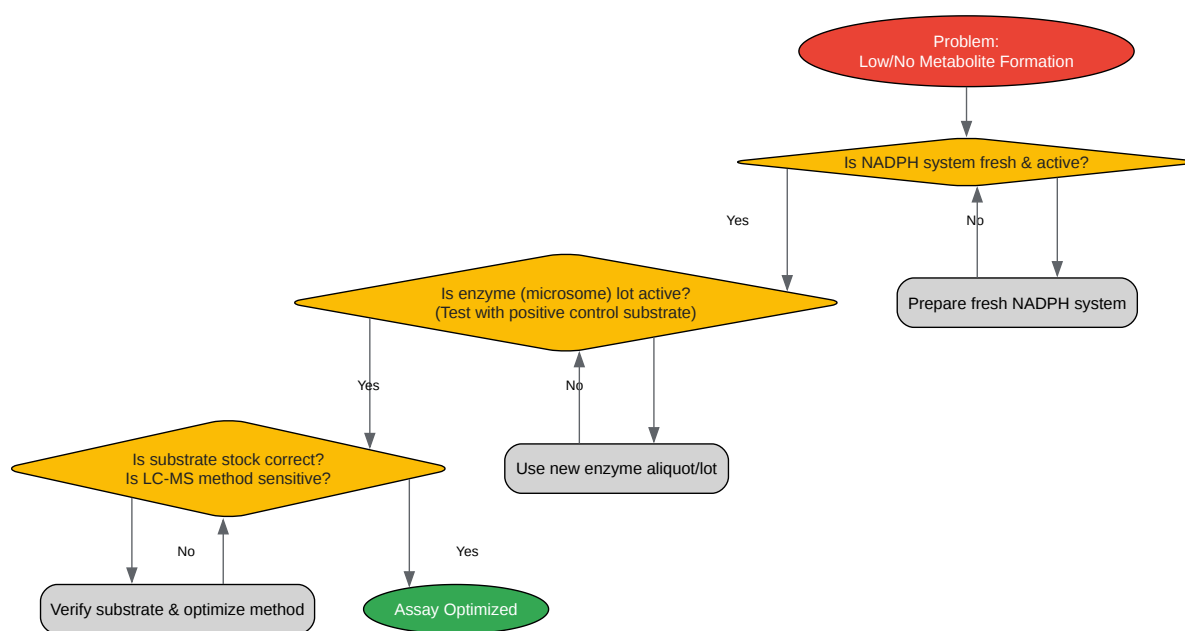 Problem:
Low/No Metabolite Formation
Is NADPH system fresh & active?
Yes
No
Is enzyme (microsome) lot active?
(Test with positive control substrate)
Prepare fresh NADPH system
Yes
No
Is substrate stock correct?
Is LC-MS method sensitive?
Use new enzyme aliquot/lot
No
Yes
Verify substrate & optimize method
Assay Optimized